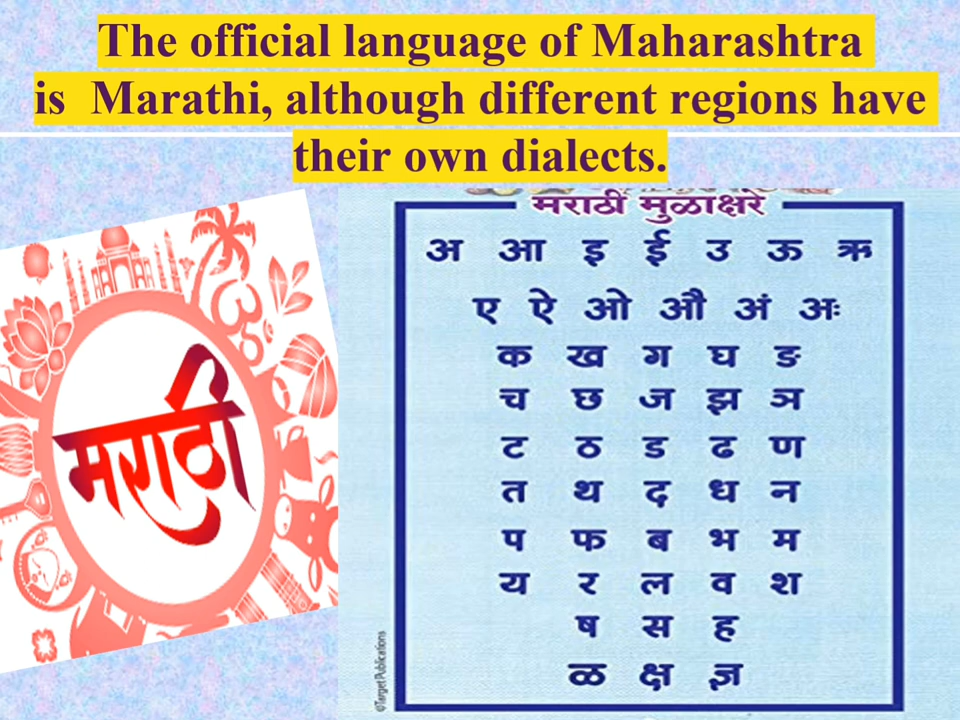 The official language of Maharashtra
is Marathi, although different regions have
their own dialects.
मराठी
मराठी मुळाक्षरे
अ आ इ ई उ ऊ ऋ
ए ऐ ओ औ अं अः
क ख ग घ ङ
च छ ज झ ञ
ट ठ ड ढ ण
त थ द ध न
प फ ब भ म
य र ल व श
ष स ह
ळ क्ष ज्ञ
©Target Publications